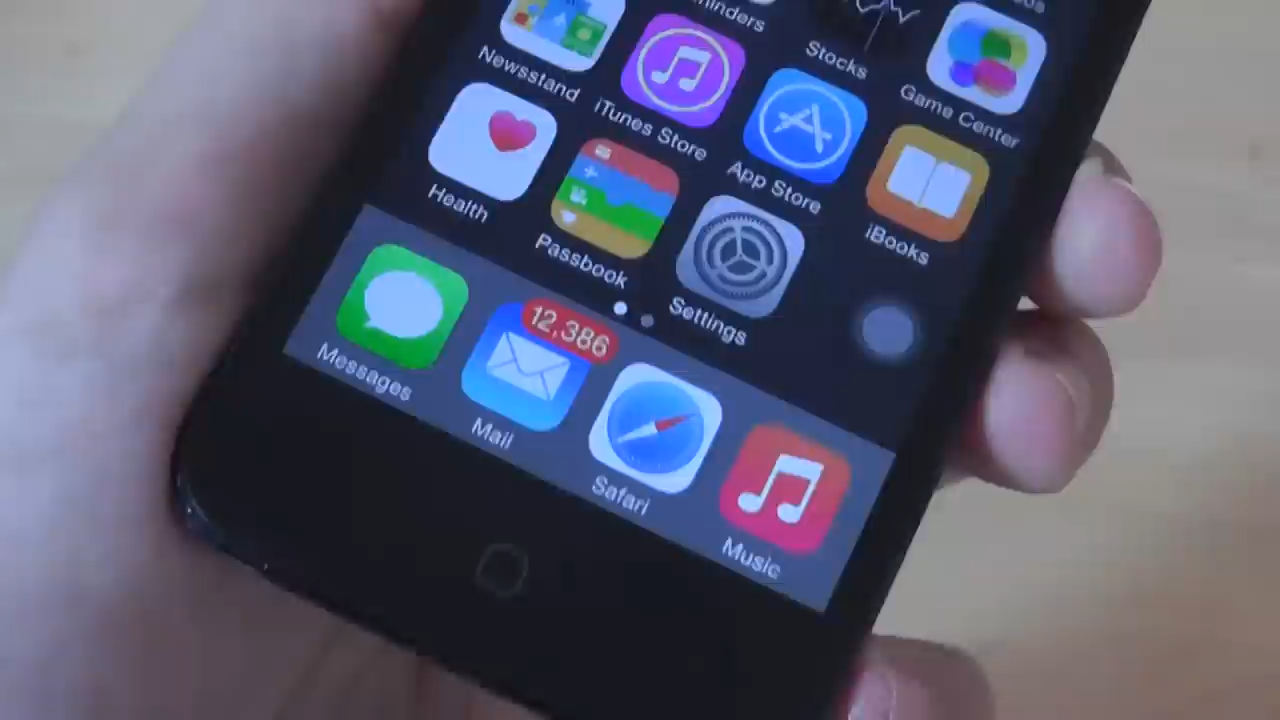 Stocks
Newsstand
iTunes Store
App Store
Game Center
Health
Passbook
Settings
iBooks
12,386
Messages
Mail
Safari
Music